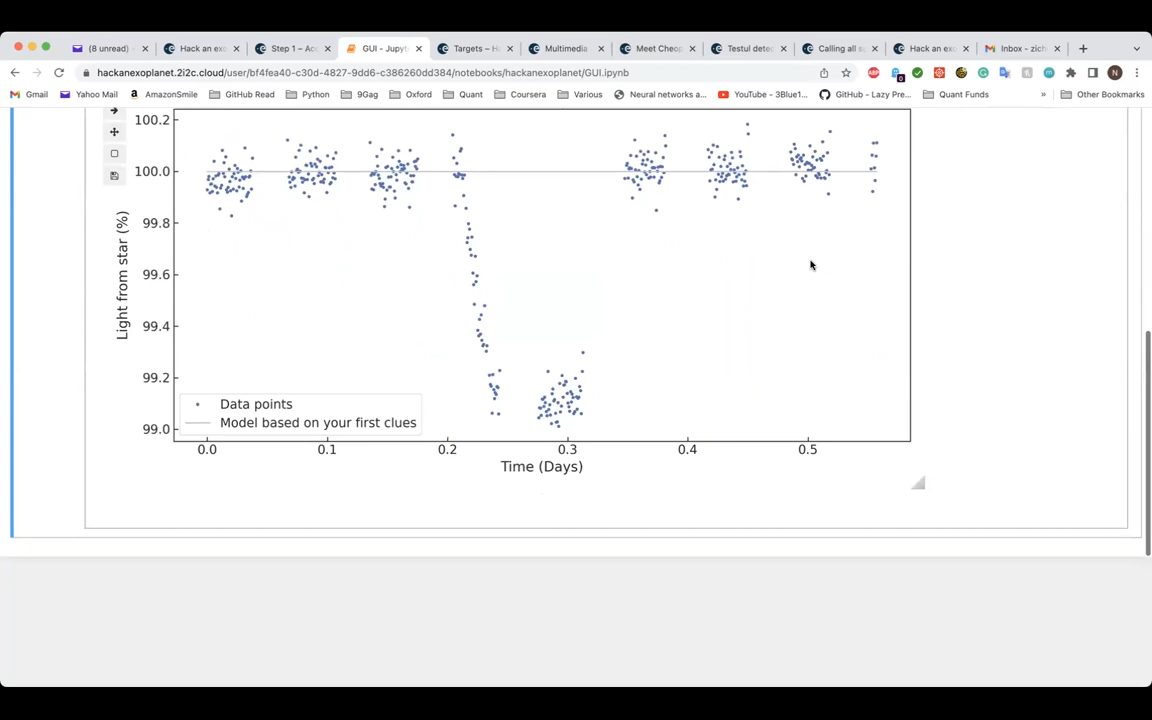 (8 unread) - Hack an exo Step 1 – Acc GUI - Jupyt Targets – H Multimedia Meet Cheop Testul dete Calling all s Hack an exo Inbox - zich
hackanexoplanet.2i2c.cloud/user/bf4fea40-c30d-4827-9dd6-c386260dd384/notebooks/hackanexoplanet/GUI.ipynb
Gmail Yahoo Mail AmazonSmile GitHub Read Python 9Gag Oxford Quant Coursera Various Neural networks a... YouTube - 3Blue1... GitHub - Lazy Pre... Quant Funds » Other Bookmarks
100.2
100.0
99.8
99.6
99.4
99.2
99.0
Light from star (%)
Data points
Model based on your first clues
0.0 0.1 0.2 0.3 0.4 0.5
Time (Days)